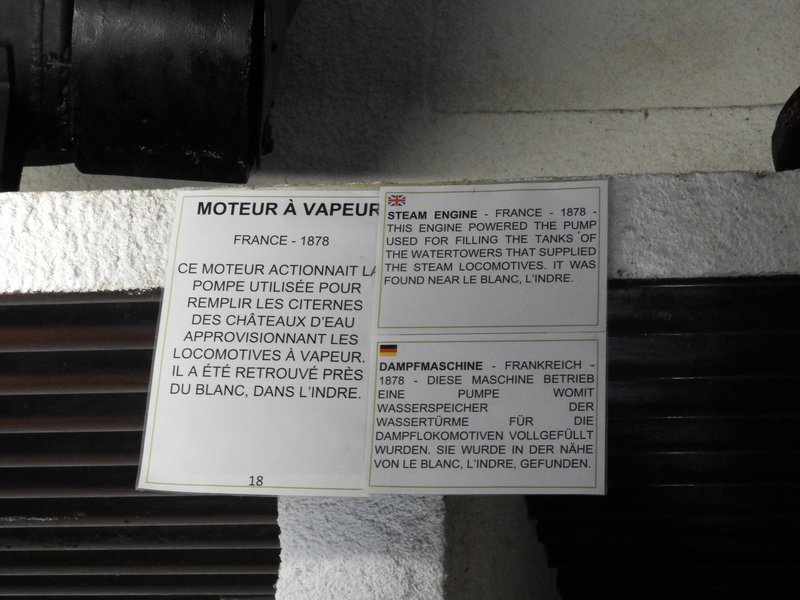 MOTEUR À VAPEUR
FRANCE - 1878
CE MOTEUR ACTIONNAIT LA
POMPE UTILISÉE POUR
REMPLIR LES CITERNES
DES CHÂTEAUX D'EAU
APPROVISIONNANT LES
LOCOMOTIVES À VAPEUR.
IL A ÉTÉ RETROUVÉ PRÈS
DU BLANC, DANS L'INDRE.
18
STEAM ENGINE - FRANCE - 1878 -
THIS ENGINE POWERED THE PUMP
USED FOR FILLING THE TANKS OF
THE WATERTOWERS THAT SUPPLIED
THE STEAM LOCOMOTIVES. IT WAS
FOUND NEAR LE BLANC, L'INDRE.
DAMPFMASCHINE - FRANKREICH -
1878 - DIESE MASCHINE BETRIEB
EINE PUMPE WOMIT
WASSERSPEICHER DER
WASSERTÜRME FÜR DIE
DAMPFLOKOMOTIVEN VOLLGEFÜLLT
WURDEN. SIE WURDE IN DER NÄHE
VON LE BLANC, L'INDRE, GEFUNDEN.